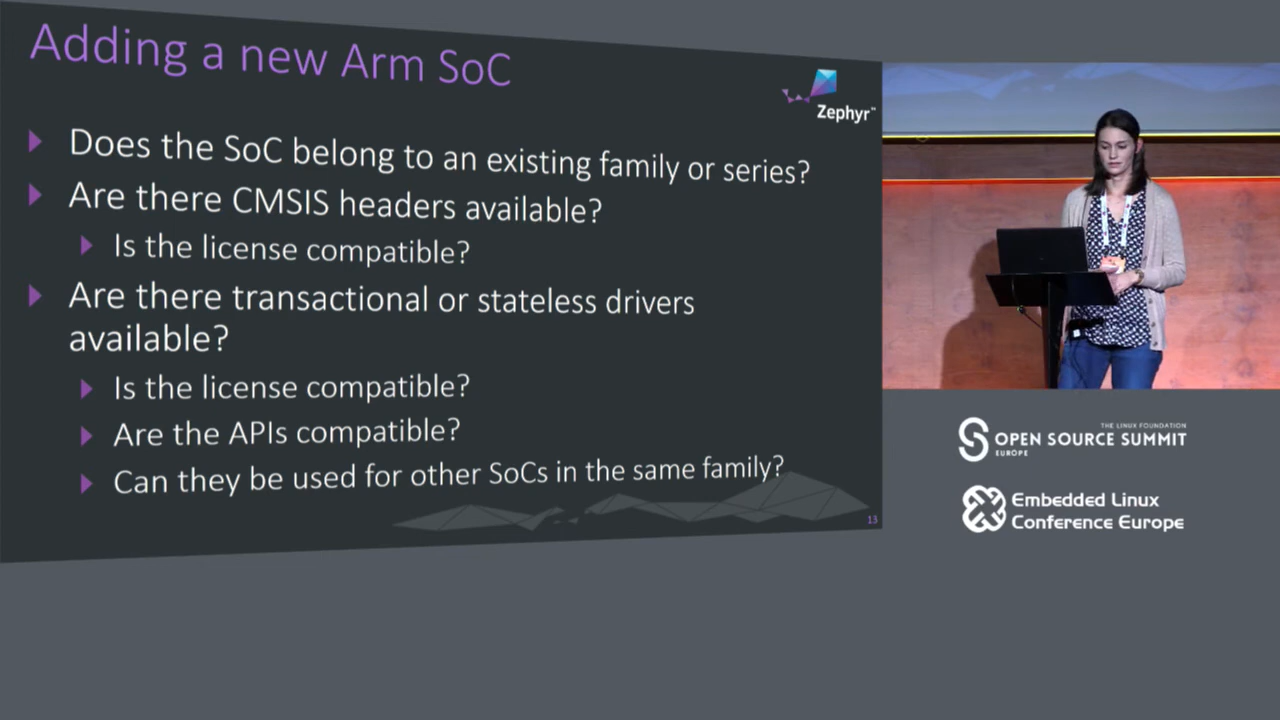 Adding a new Arm SoC
Zephyr™
Does the SoC belong to an existing family or series?
Are there CMSIS headers available?
Is the license compatible?
Are there transactional or stateless drivers
available?
Is the license compatible?
Are the APIs compatible?
Can they be used for other SoCs in the same family?
13
THE LINUX FOUNDATION
OPEN SOURCE SUMMIT
EUROPE
Embedded Linux
Conference Europe